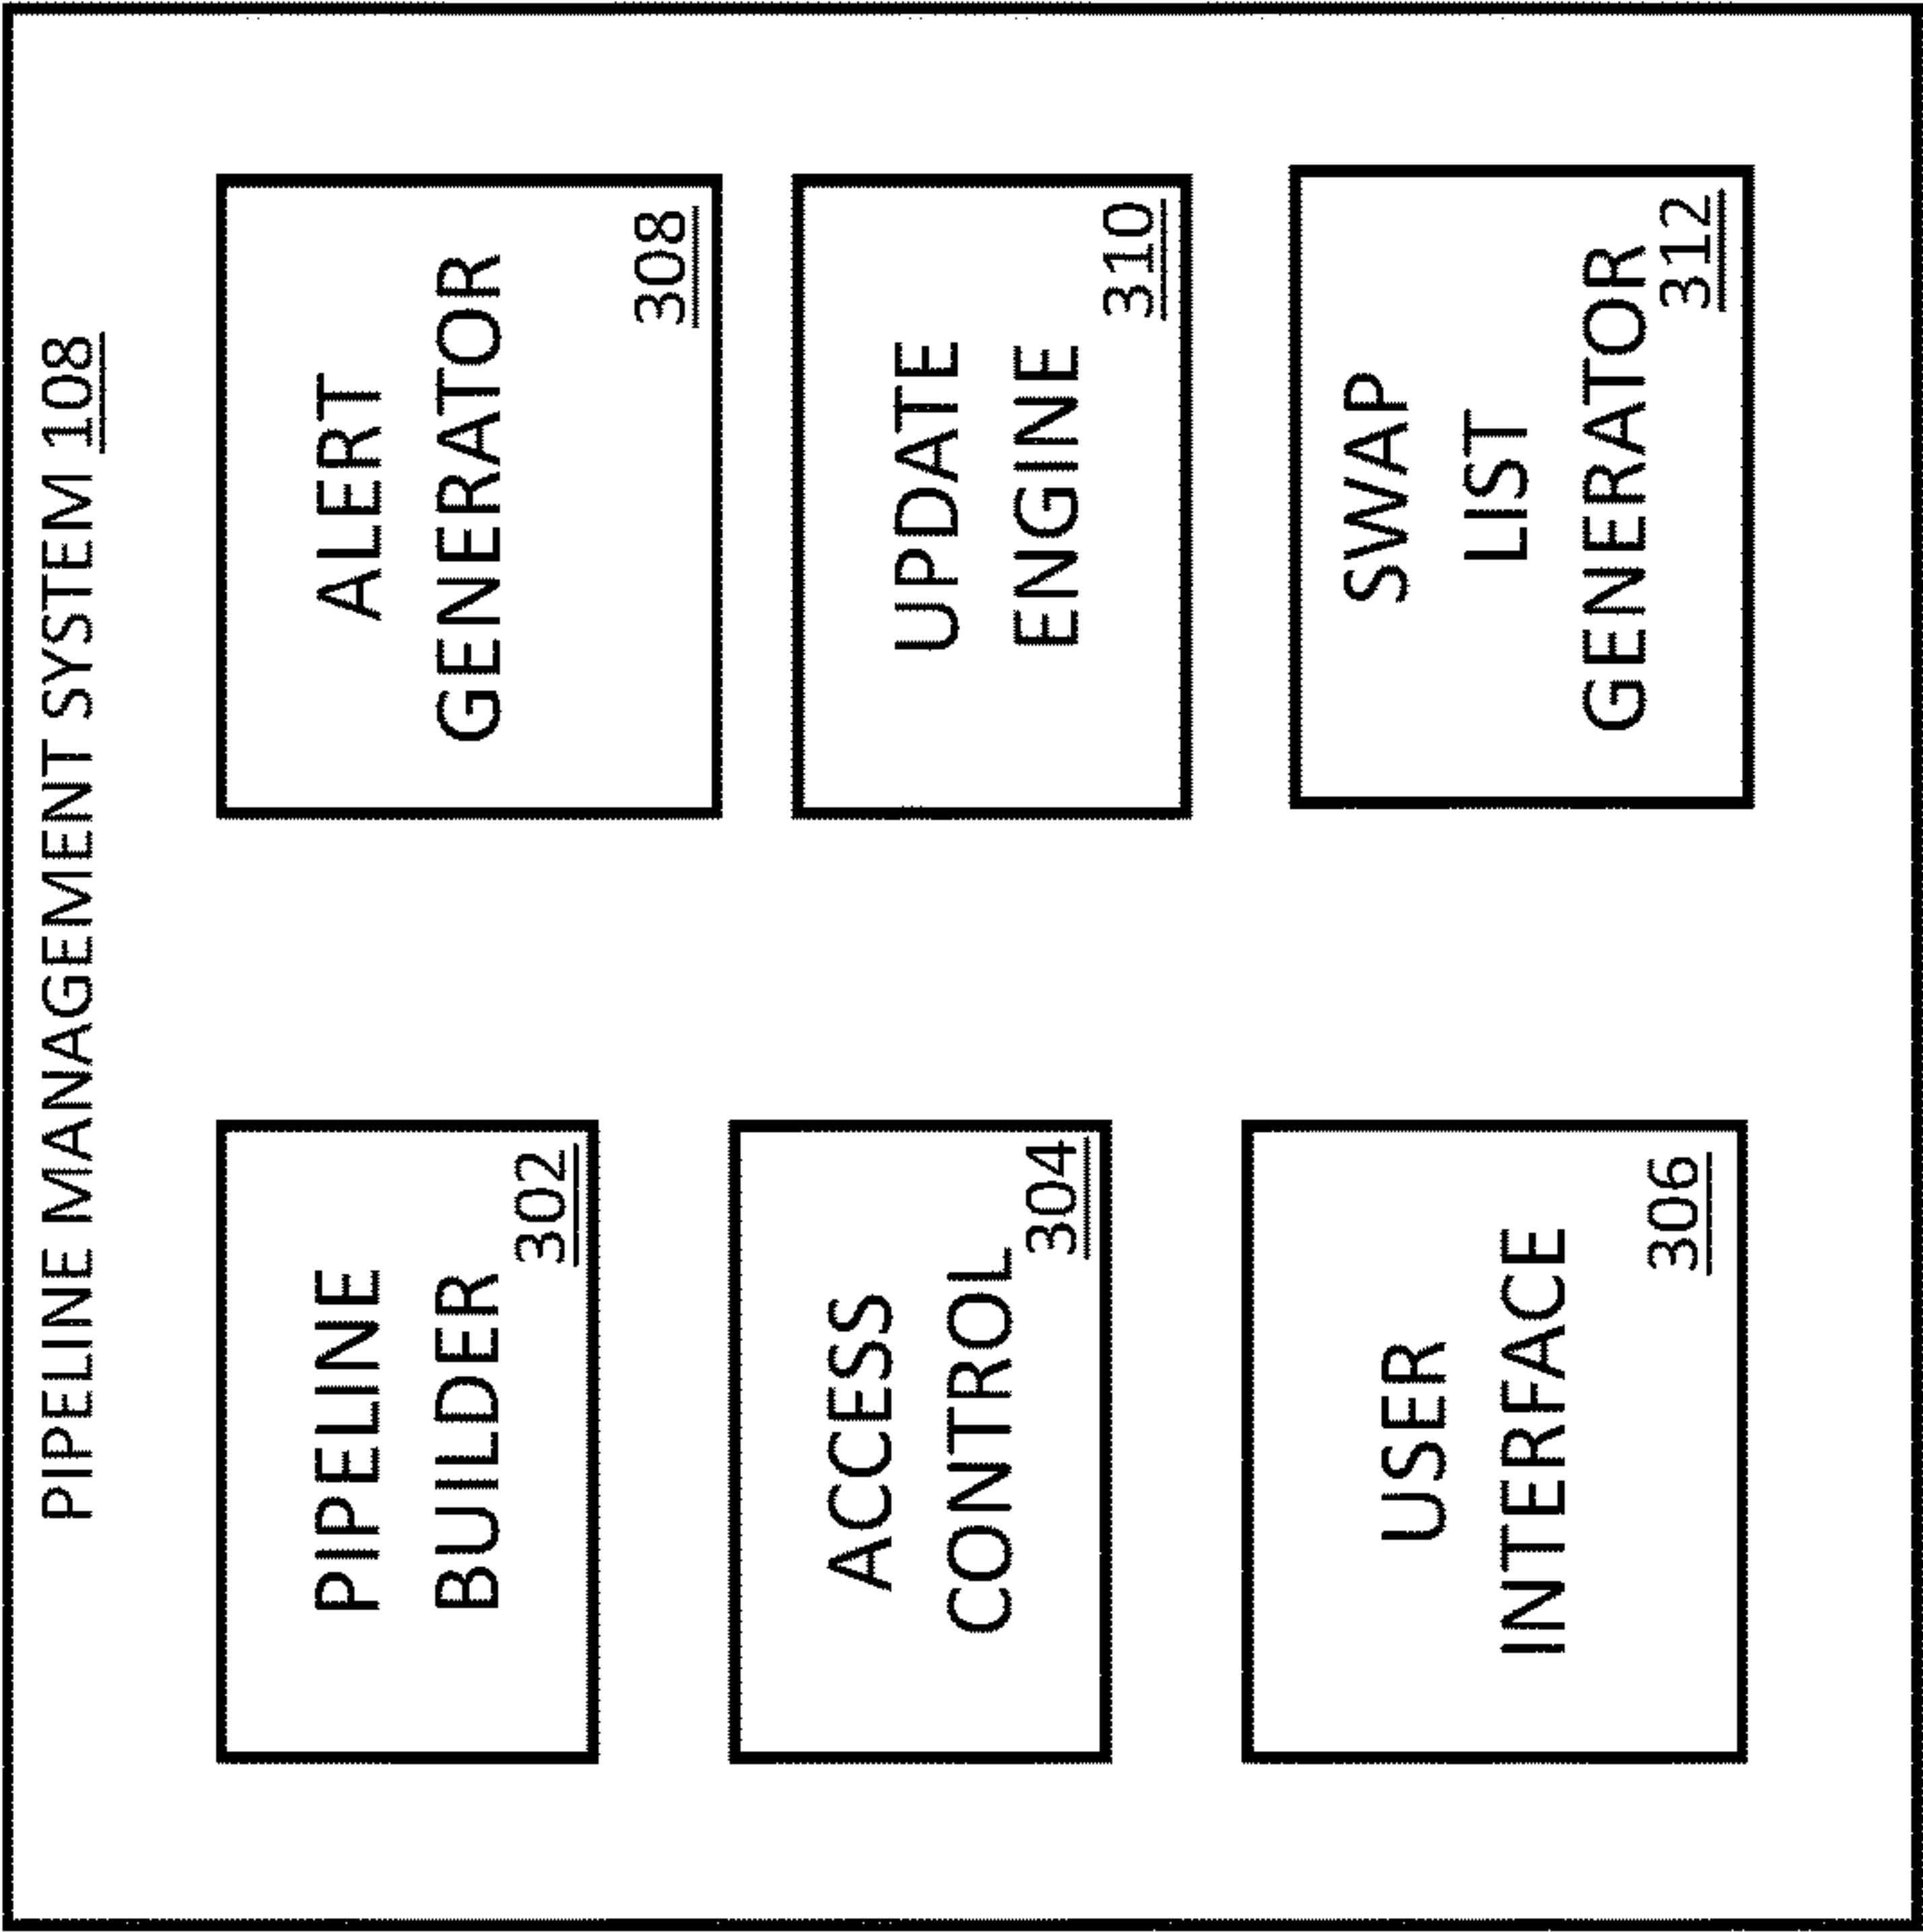 PIPELINE MANAGEMENT SYSTEM 108
PIPELINE
BUILDER
302
ACCESS
CONTROL
304
USER
INTERFACE
306
ALERT
GENERATOR
308
UPDATE
ENGINE
310
SWAP
LIST
GENERATOR
312